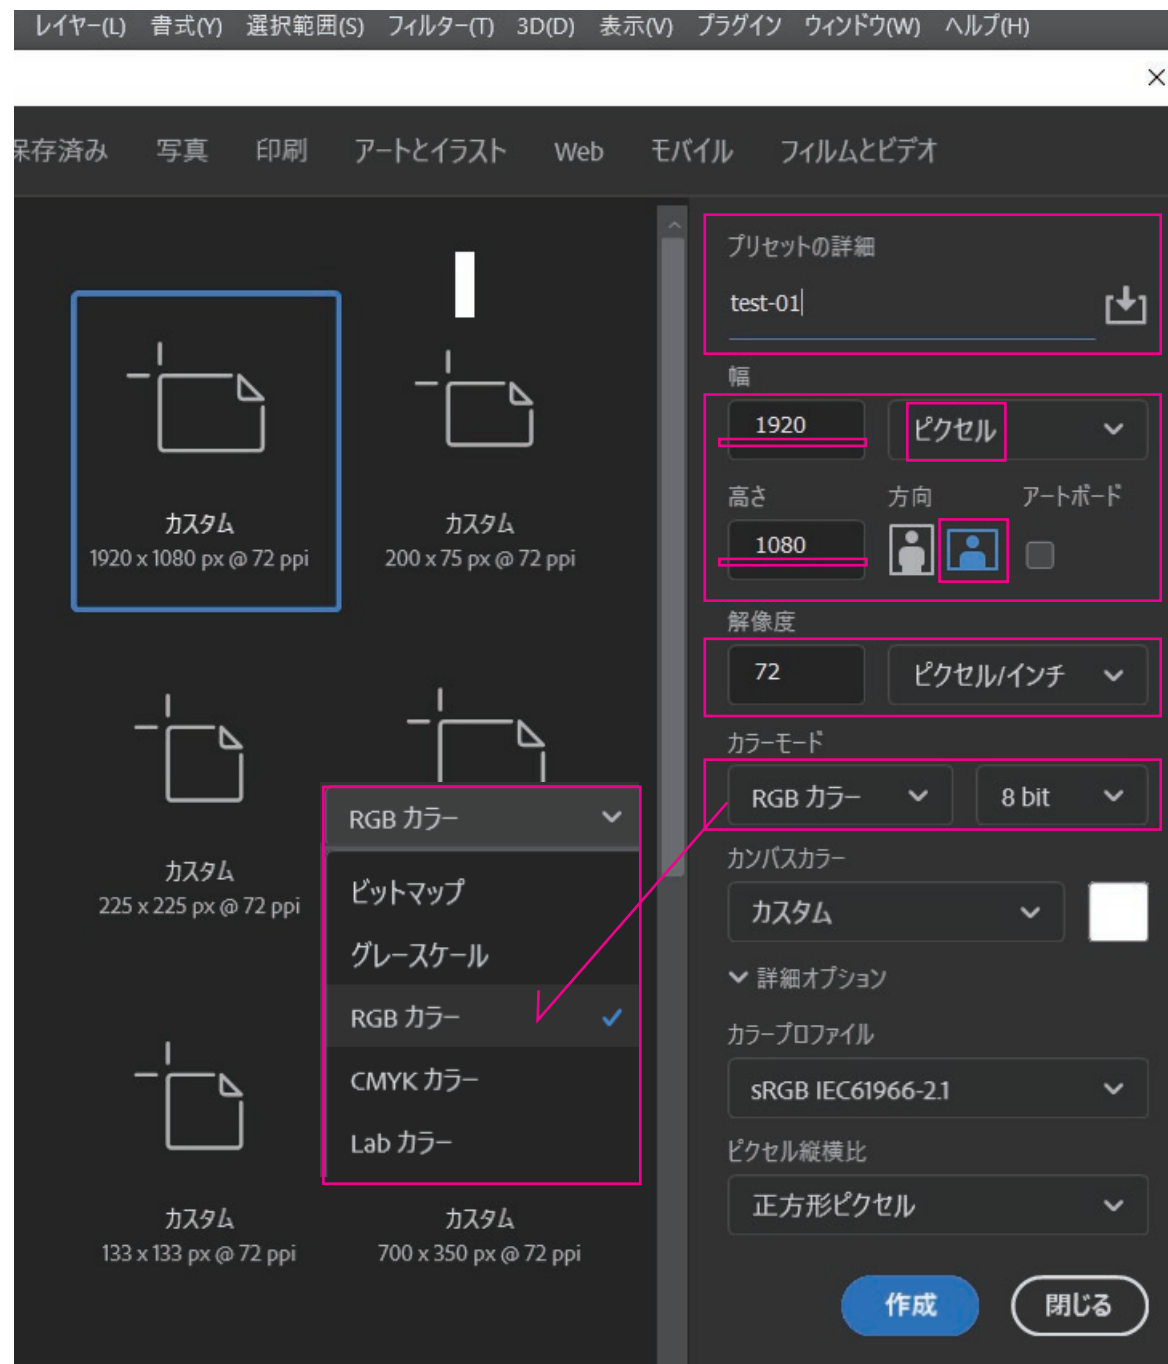 レイヤー(L) 書式(Y) 選択範囲(S) フィルター(T) 3D(D) 表示(V) プラグイン ウィンドウ(W) ヘルプ(H)
保存済み 写真 印刷 アートとイラスト Web モバイル フィルムとビデオ
カスタム
1920 x 1080 px @ 72 ppi
カスタム
200 x 75 px @ 72 ppi
カスタム
225 x 225 px @ 72 ppi
RGB カラー
ビットマップ
グレースケール
RGB カラー
CMYK カラー
Lab カラー
カスタム
133 x 133 px @ 72 ppi
カスタム
700 x 350 px @ 72 ppi
プリセットの詳細
test-01
幅
1920 ピクセル
高さ 方向 アートボード
1080
解像度
72 ピクセル/インチ
カラーモード
RGB カラー 8 bit
カンバスカラー
カスタム
詳細オプション
カラープロファイル
sRGB IEC61966-2.1
ピクセル縦横比
正方形ピクセル
作成 閉じる